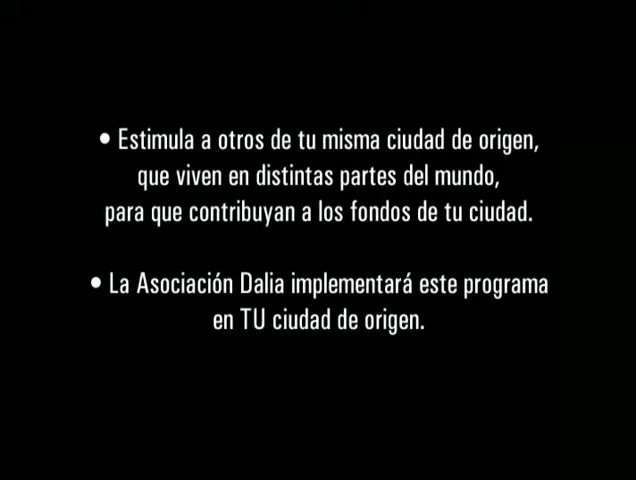 • Estimula a otros de tu misma ciudad de origen,
que viven en distintas partes del mundo,
para que contribuyan a los fondos de tu ciudad.
• La Asociación Dalia implementará este programa
en TU ciudad de origen.